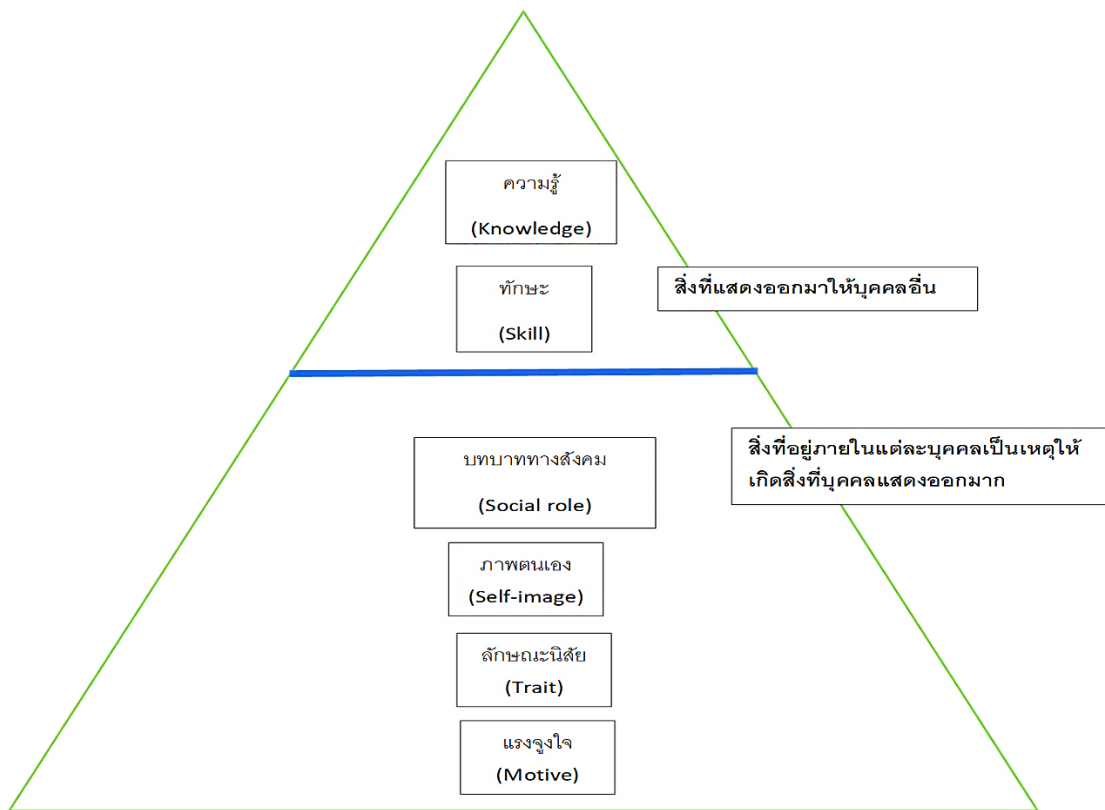 ความรู้
(Knowledge)
ทักษะ
(Skill)
สิ่งที่แสดงออกมาให้บุคคลอื่น
บทบาททางสังคม
(Social role)
สิ่งที่อยู่ภายในแต่ละบุคคลเป็นเหตุให้
เกิดสิ่งที่บุคคลแสดงออกมาก
ภาพตนเอง
(Self-image)
ลักษณะนิสัย
(Trait)
แรงจูงใจ
(Motive)